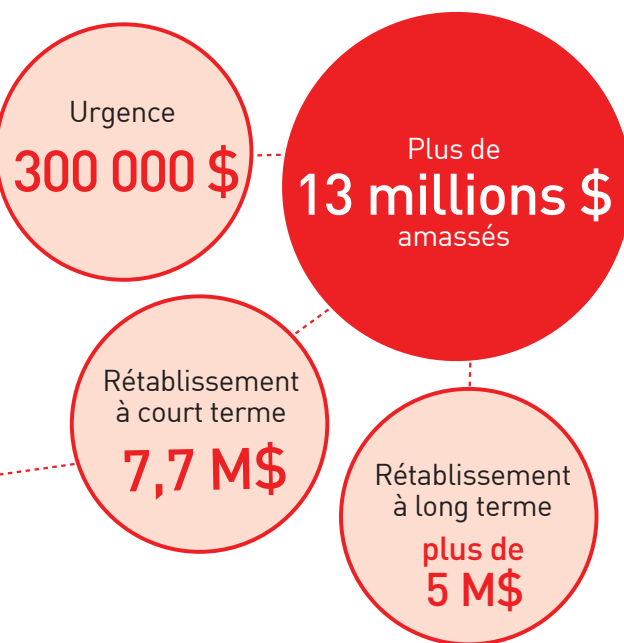 Urgence
300 000 $
Plus de
13 millions $
amassés
Rétablissement
à court terme
7,7 M$
Rétablissement
à long terme
plus de
5 M$